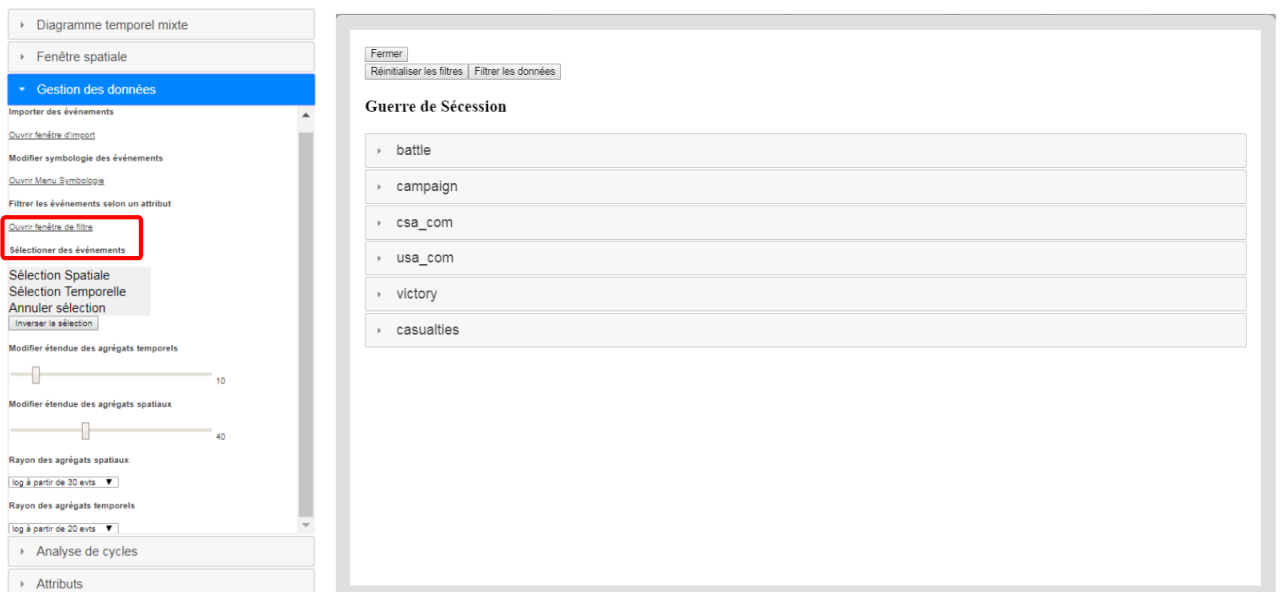 Diagramme temporel mixte
Fenêtre spatiale
Gestion des données
Importer des événements
Ouvrir fenêtre d'import
Modifier symbologie des événements
Ouvrir Menu Symbologie
Filtrer les événements selon un attribut
Ouvrir fenêtre de filtre
Sélectioner des événements
Sélection Spatiale
Sélection Temporelle
Annuler sélection
Inverser la sélection
Modifier étendue des agrégats temporels
10
Modifier étendue des agrégats spatiaux
40
Rayon des agrégats spatiaux
log à partir de 30 evts ▼
Rayon des agrégats temporels
log à partir de 20 evts ▼
Analyse de cycles
Attributs
Fermer
Réinitialiser les filtres Filtrer les données
Guerre de Sécession
battle
campaign
csa_com
usa_com
victory
casualties